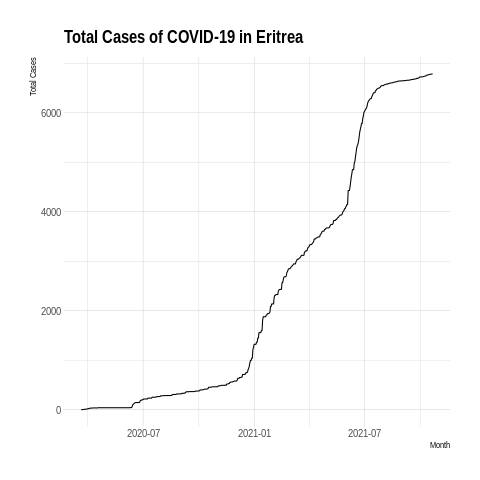 Total Cases of COVID-19 in Eritrea
Total Cases
6000
4000
2000
0
2020-07 2021-01 2021-07
Month